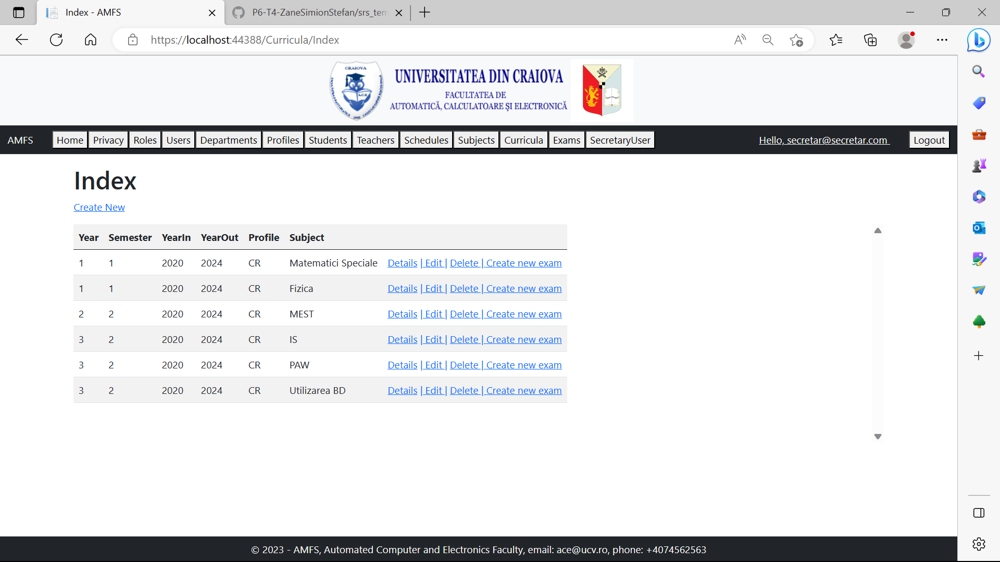 Index - AMFS
P6-T4-ZaneSimionStefan/srs_tem
https://localhost:44388/Curricula/Index
CRAIOVA
A.C.E
1965
UNIVERSITATEA DIN CRAIOVA
FACULTATEA DE
AUTOMATICĂ, CALCULATOARE ŞI ELECTRONICĂ
AMFS Home Privacy Roles Users Departments Profiles Students Teachers Schedules Subjects Curricula Exams SecretaryUser Hello, secretar@secretar.com Logout
Index
Create New
Year Semester YearIn YearOut Profile Subject
1 1 2020 2024 CR Matematici Speciale Details | Edit | Delete | Create new exam
1 1 2020 2024 CR Fizica Details | Edit | Delete | Create new exam
2 2 2020 2024 CR MEST Details | Edit | Delete | Create new exam
3 2 2020 2024 CR IS Details | Edit | Delete | Create new exam
3 2 2020 2024 CR PAW Details | Edit | Delete | Create new exam
3 2 2020 2024 CR Utilizarea BD Details | Edit | Delete | Create new exam
© 2023 - AMFS, Automated Computer and Electronics Faculty, email: ace@ucv.ro, phone: +4074562563